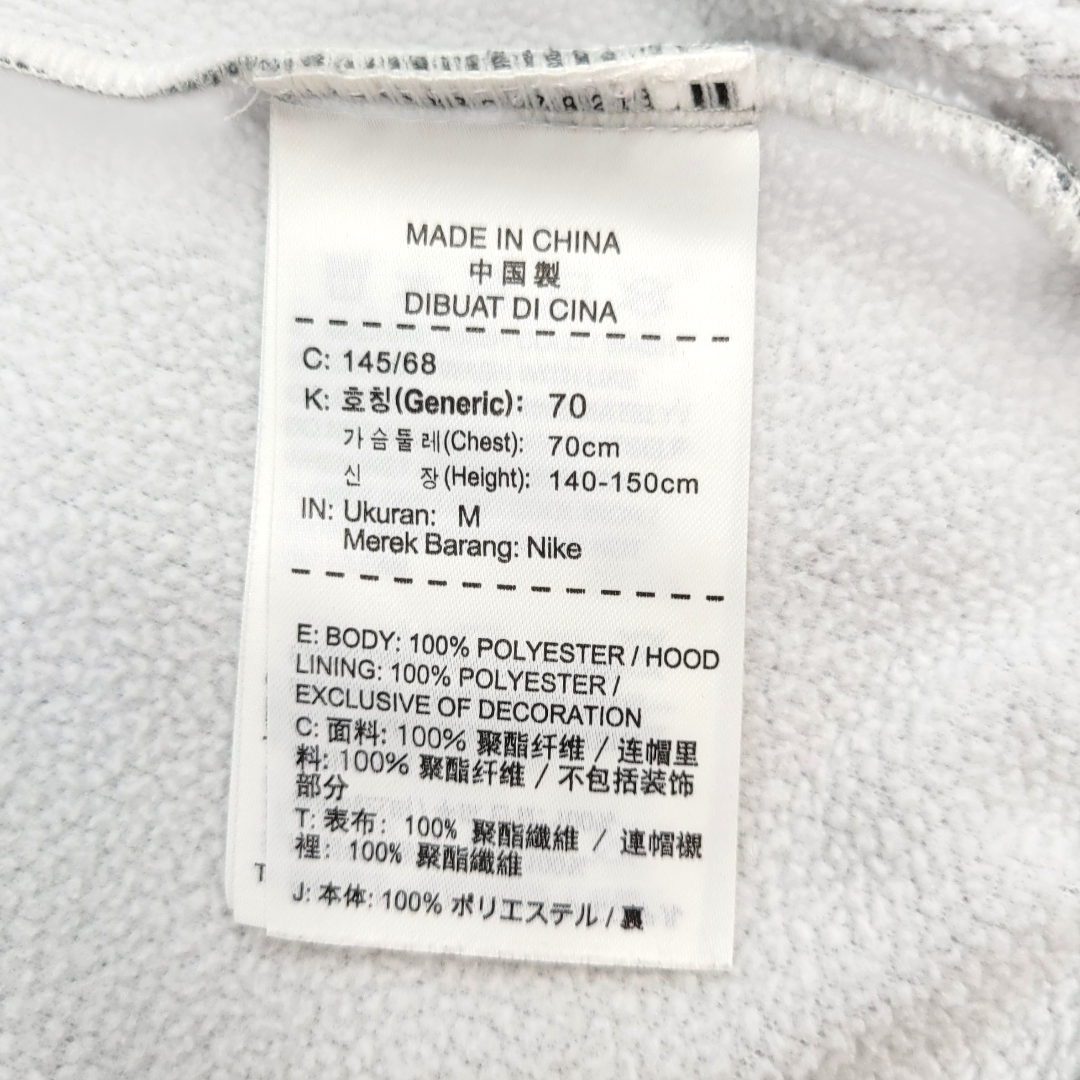 MADE IN CHINA
中国製
DIBUAT DI CINA
C: 145/68
K: 호칭(Generic): 70
가슴둘레(Chest): 70cm
신 장(Height): 140-150cm
IN: Ukuran: M
Merek Barang: Nike
E: BODY: 100% POLYESTER / HOOD
LINING: 100% POLYESTER /
EXCLUSIVE OF DECORATION
C: 面料: 100% 聚酯纤维 / 连帽里
料: 100% 聚酯纤维 / 不包括装饰
部分
T: 表布: 100% 聚酯纖維 / 連帽襯
裡: 100% 聚酯纖維
J: 本体: 100% ポリエステル / 裏